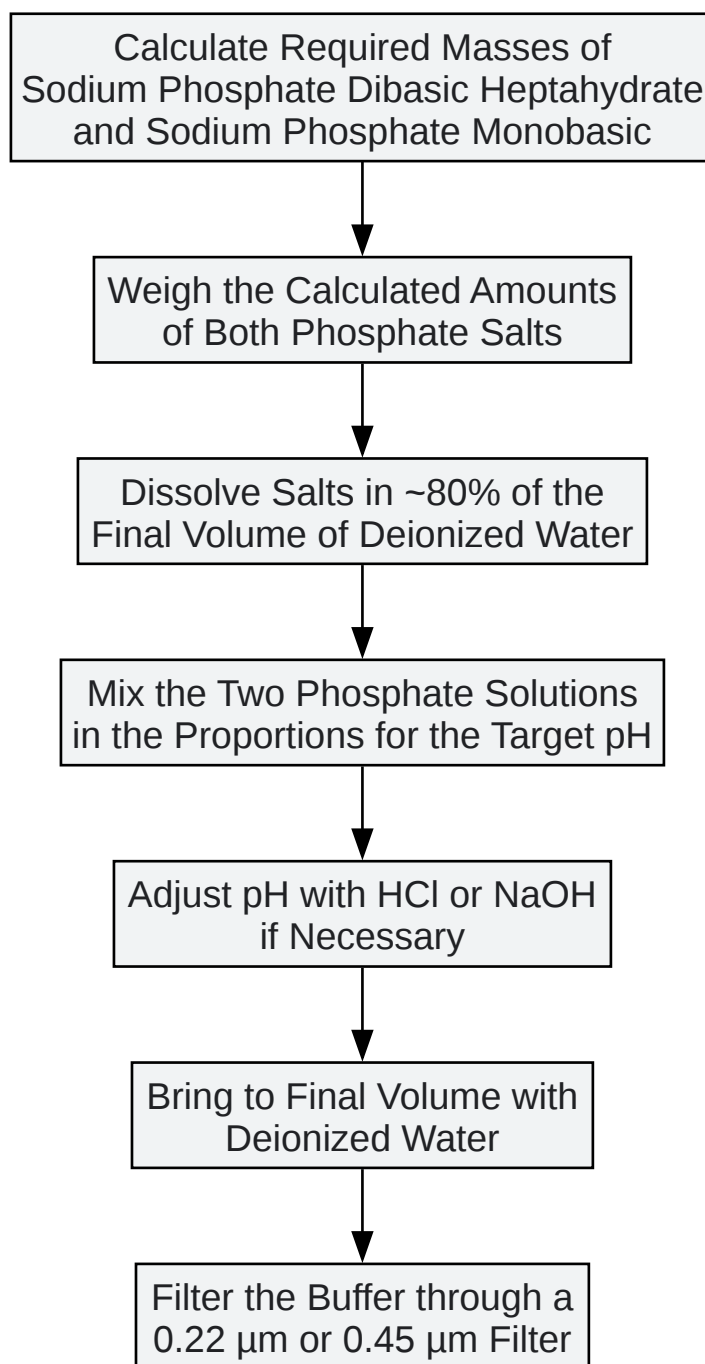 Calculate Required Masses of
Sodium Phosphate Dibasic Heptahydrate
and Sodium Phosphate Monobasic
Weigh the Calculated Amounts
of Both Phosphate Salts
Dissolve Salts in ~80% of the
Final Volume of Deionized Water
Mix the Two Phosphate Solutions
in the Proportions for the Target pH
Adjust pH with HCl or NaOH
if Necessary
Bring to Final Volume with
Deionized Water
Filter the Buffer through a
0.22 µm or 0.45 µm Filter